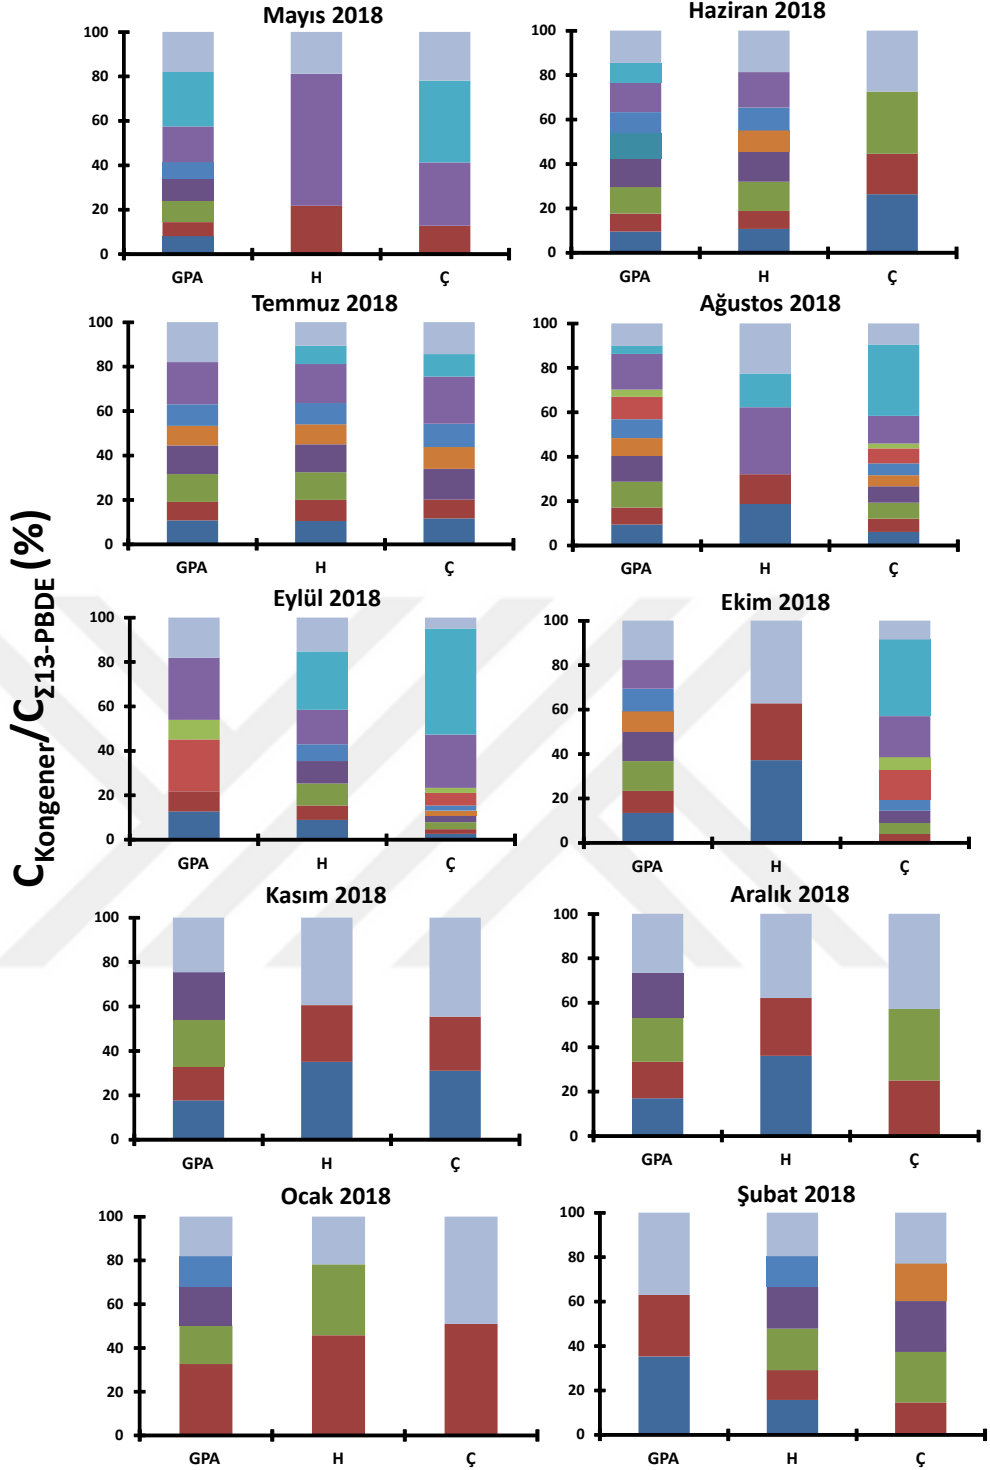 Mayıs 2018
100
80
60
40
20
0
GPA H Ç
Haziran 2018
100
80
60
40
20
0
GPA H Ç
Temmuz 2018
100
80
60
40
20
0
GPA H Ç
Ağustos 2018
100
80
60
40
20
0
GPA H Ç
CKongener/CΣ13-PBDE (%)
Eylül 2018
100
80
60
40
20
0
GPA H Ç
Ekim 2018
100
80
60
40
20
0
GPA H Ç
Kasım 2018
100
80
60
40
20
0
GPA H Ç
Aralık 2018
100
80
60
40
20
0
GPA H Ç
Ocak 2018
100
80
60
40
20
0
GPA H Ç
Şubat 2018
100
80
60
40
20
0
GPA H Ç